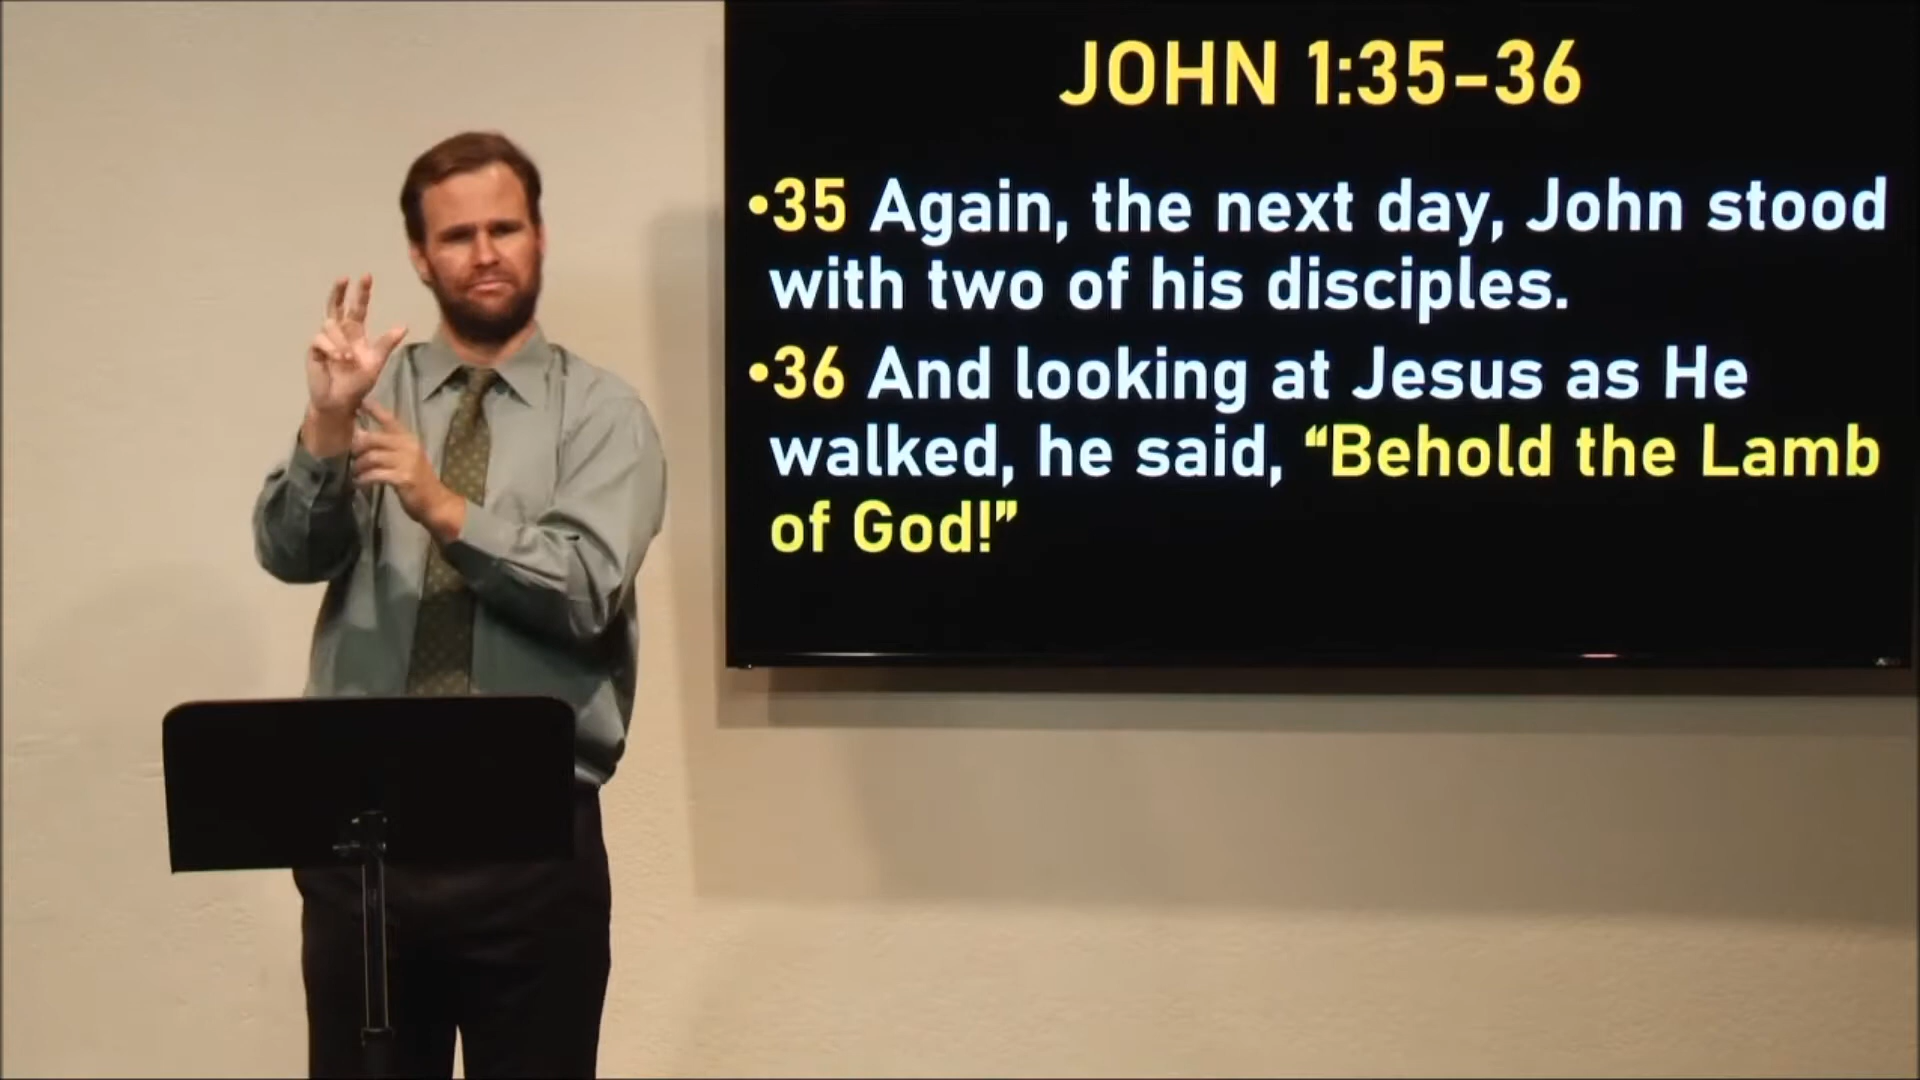 JOHN 1:35-36
•35 Again, the next day, John stood
with two of his disciples.
•36 And looking at Jesus as He
walked, he said, “Behold the Lamb
of God!”